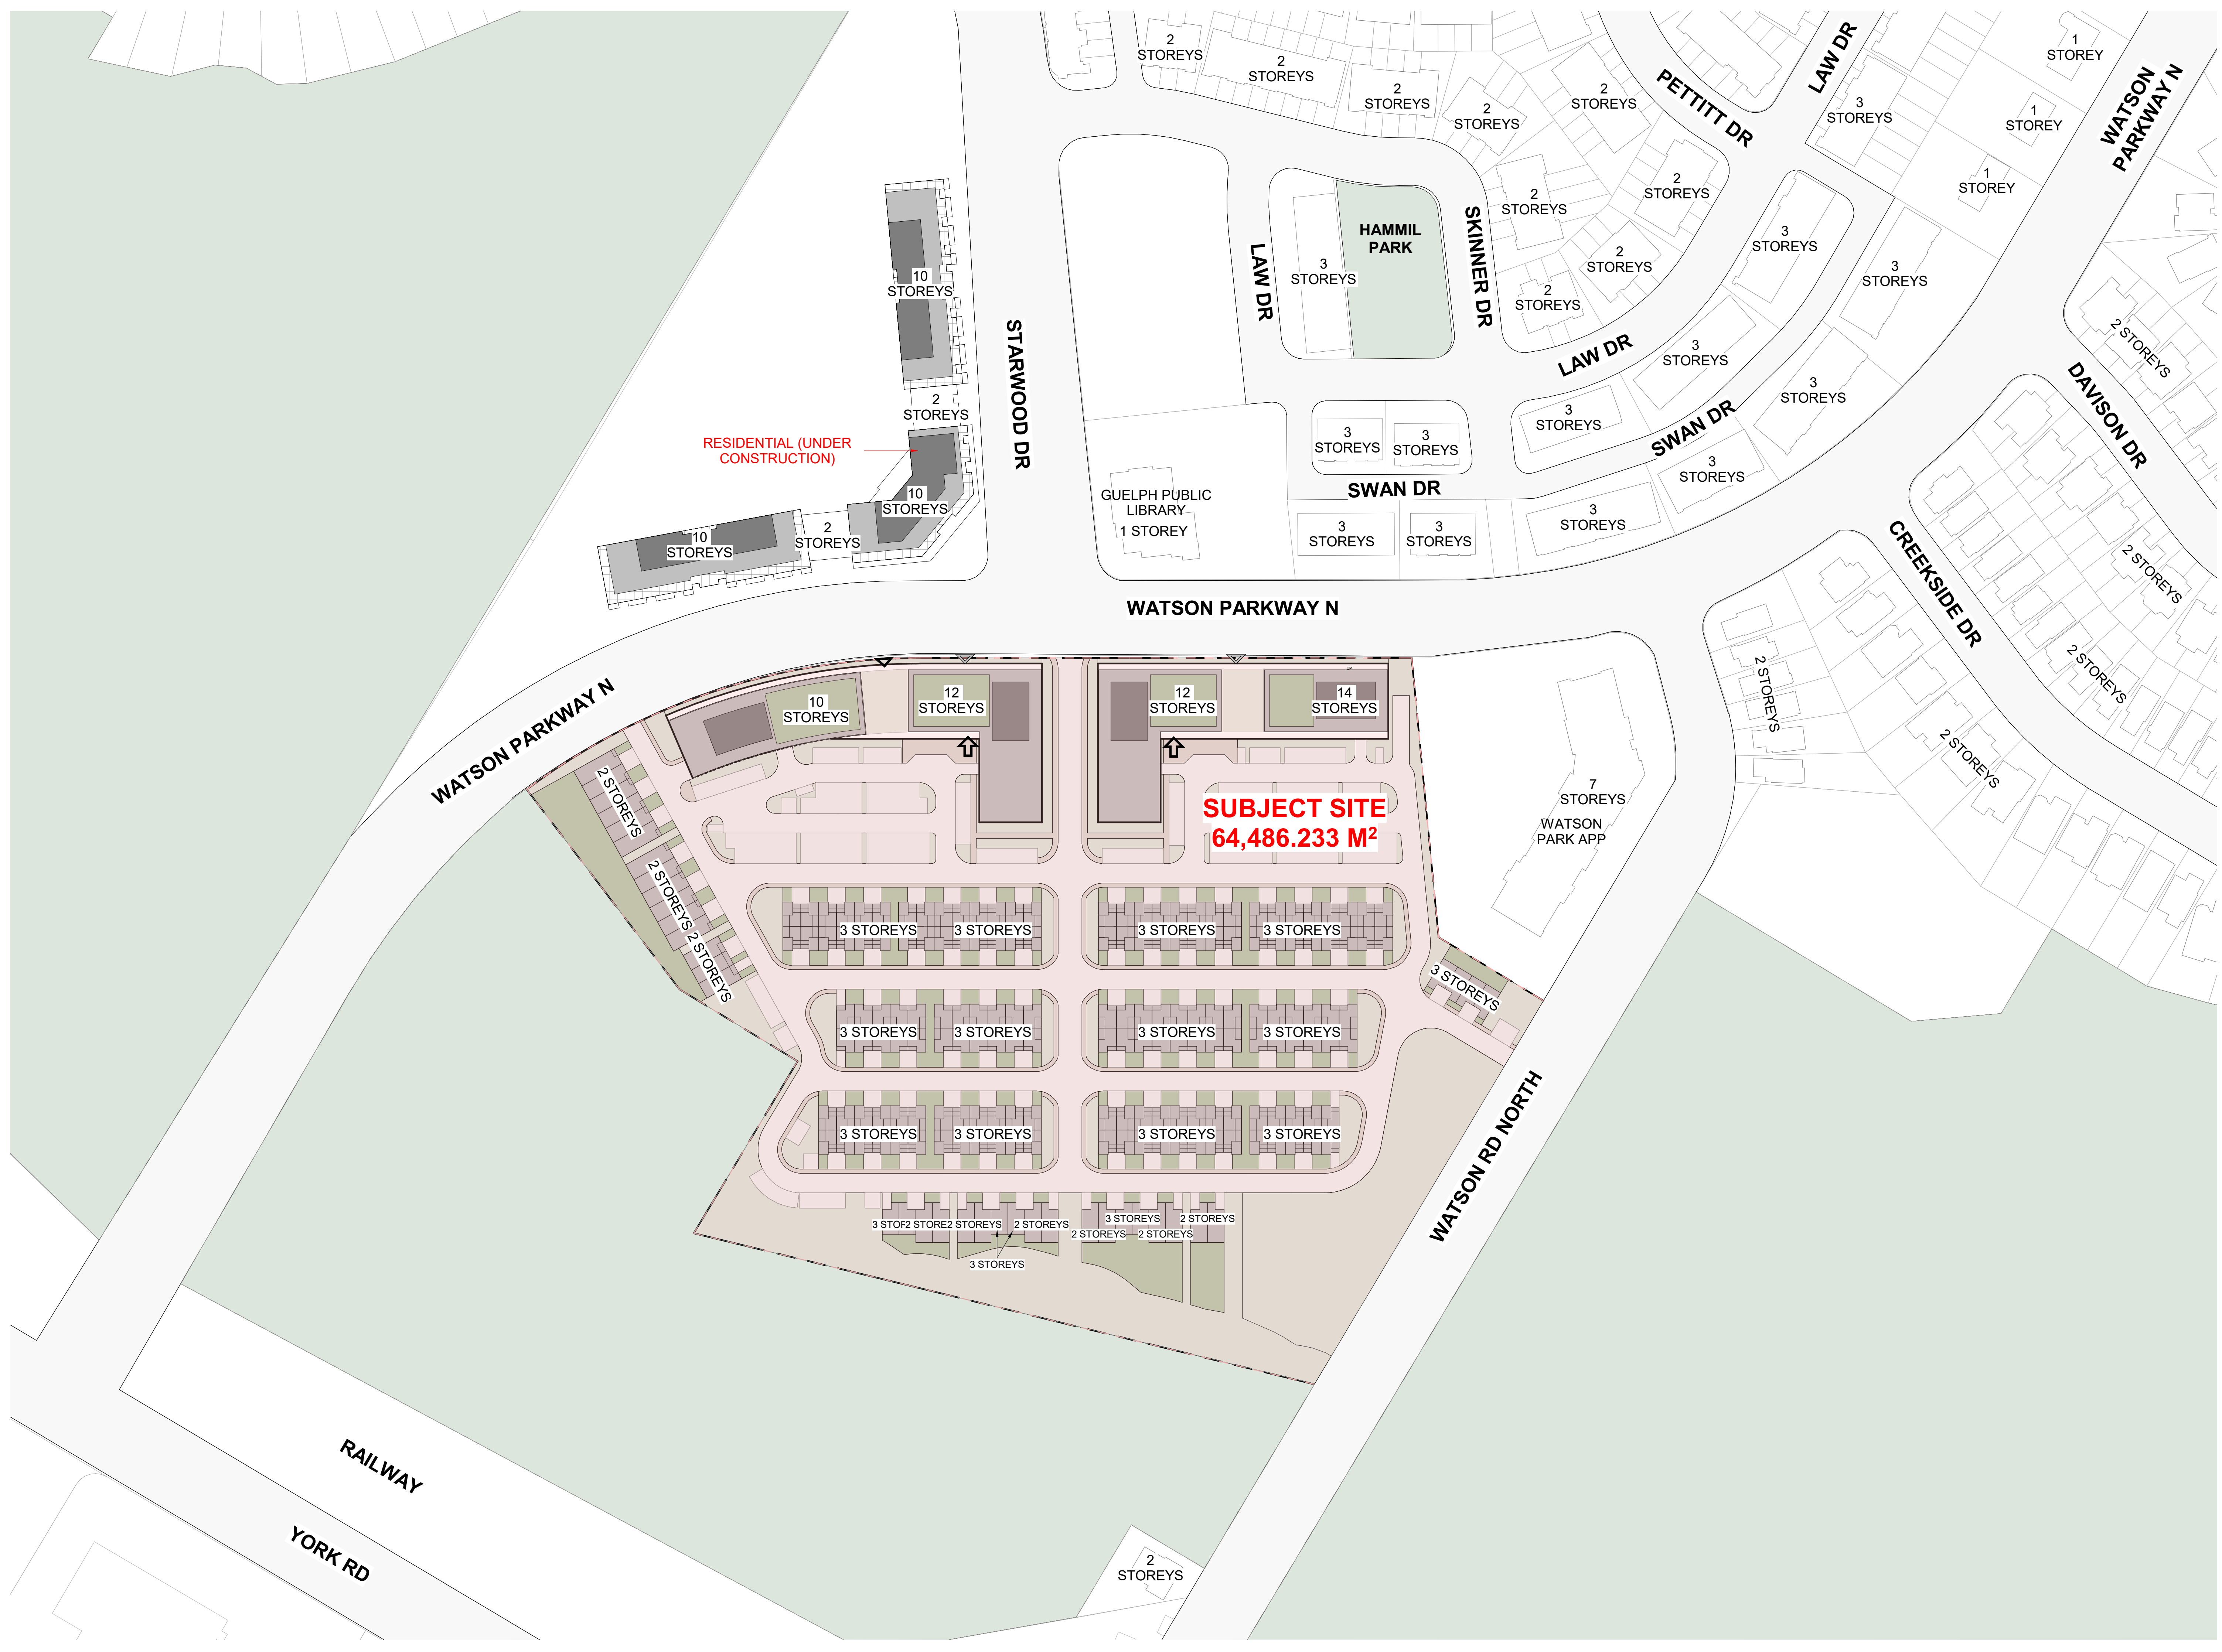 2
STOREYS
2
STOREYS
2
STOREYS
2
STOREYS
2
STOREYS
PETTITT DR
LAW DR
3
STOREYS
1
STOREY
1
STOREY
1
STOREY
WATSON
PARKWAY N
10
STOREYS
2
STOREYS
RESIDENTIAL (UNDER
CONSTRUCTION)
10
STOREYS
2
STOREYS
10
STOREYS
STARWOOD DR
LAW DR
3
STOREYS
HAMMIL
PARK
SKINNER DR
2
STOREYS
2
STOREYS
2
STOREYS
2
STOREYS
3
STOREYS
3
STOREYS
LAW DR
3
STOREYS
3
STOREYS
3
STOREYS
SWAN DR
3
STOREYS
3
STOREYS
3
STOREYS
SWAN DR
3
STOREYS
3
STOREYS
3
STOREYS
3
STOREYS
GUELPH PUBLIC
LIBRARY
1 STOREY
2 STOREYS
DAVISON DR
2 STOREYS
CREEKSIDE DR
2 STOREYS
2 STOREYS
2 STOREYS
WATSON PARKWAY N
WATSON PARKWAY N
10
STOREYS
12
STOREYS
12
STOREYS
14
STOREYS
7
STOREYS
WATSON
PARK APP
SUBJECT SITE
64,486.233 M²
2 STOREYS
2 STOREYS
2 STOREYS
3 STOREYS
3 STOREYS
3 STOREYS
3 STOREYS
3 STOREYS
3 STOREYS
3 STOREYS
3 STOREYS
3 STOREYS
3 STOREYS
3 STOREYS
3 STOREYS
3 STOREYS
3 STOF
2 STORE
2 STOREYS
2 STOREYS
3 STOREYS
3 STOREYS
2 STOREYS
2 STOREYS
2 STOREYS
WATSON RD NORTH
RAILWAY
YORK RD
2
STOREYS